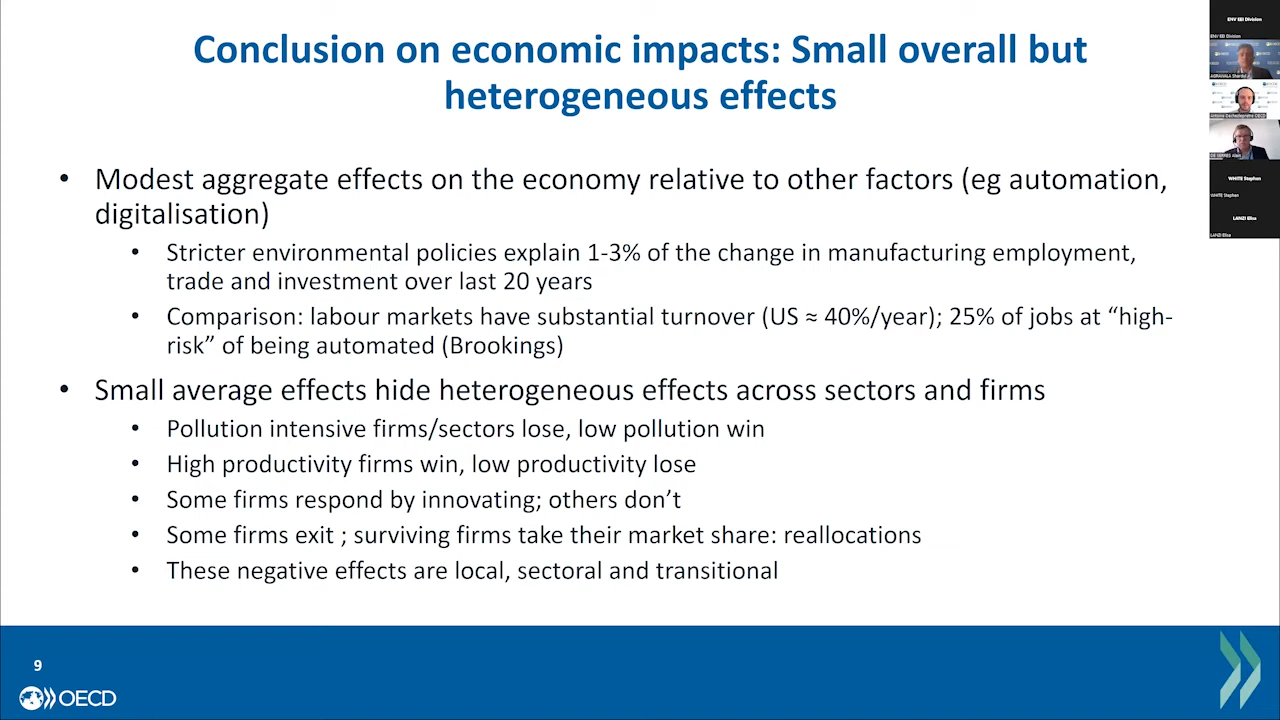 Conclusion on economic impacts: Small overall but
heterogeneous effects
• Modest aggregate effects on the economy relative to other factors (eg automation,
digitalisation)
• Stricter environmental policies explain 1-3% of the change in manufacturing employment,
trade and investment over last 20 years
• Comparison: labour markets have substantial turnover (US ≈ 40%/year); 25% of jobs at “high-
risk” of being automated (Brookings)
• Small average effects hide heterogeneous effects across sectors and firms
• Pollution intensive firms/sectors lose, low pollution win
• High productivity firms win, low productivity lose
• Some firms respond by innovating; others don’t
• Some firms exit ; surviving firms take their market share: reallocations
• These negative effects are local, sectoral and transitional
9
OECD
ENV EEI Division
ENV EEI Division
AGRAWALA Shardul
Antoine Dechezlepretre OECD
WHITE Stephen
WHITE Stephen
LANZI Elisa
LANZI Elisa